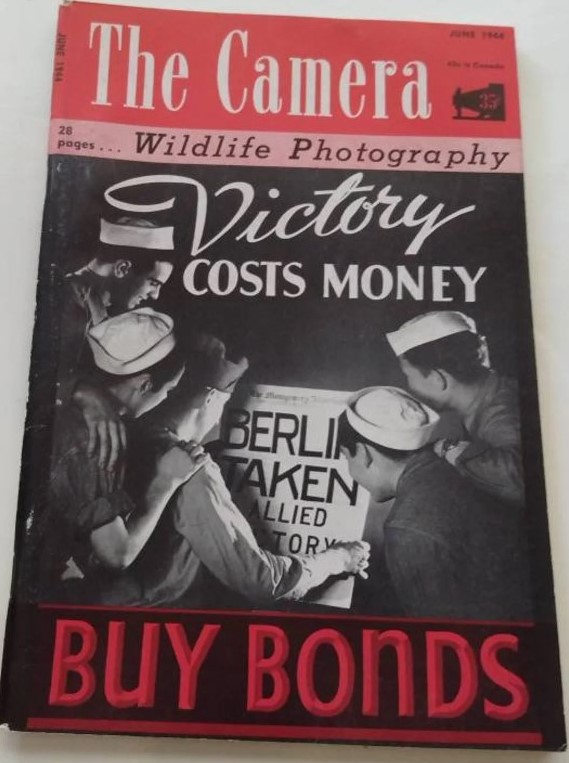 JUNE 1944
JUNE 1944
The Camera
35¢
28
pages...
Wildlife Photography
Victory
COSTS MONEY
BERLI
TAKEN
ALLIED
TORY
BUY BONDS